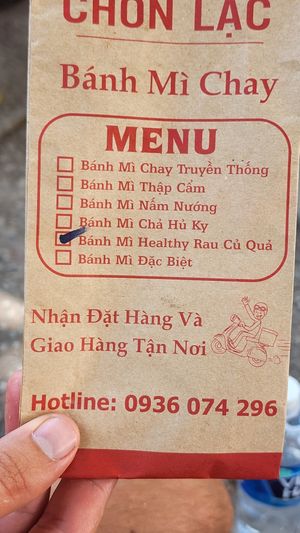 CHỌN LẠC
Bánh Mì Chay
MENU
Bánh Mì Chay Truyền Thống
Bánh Mì Thập Cẩm
Bánh Mì Nấm Nướng
Bánh Mì Chả Hủ Ky
Bánh Mì Healthy Rau Củ Quả
Bánh Mì Đặc Biệt
Nhận Đặt Hàng Và
Giao Hàng Tận Nơi
Hotline: 0936 074 296